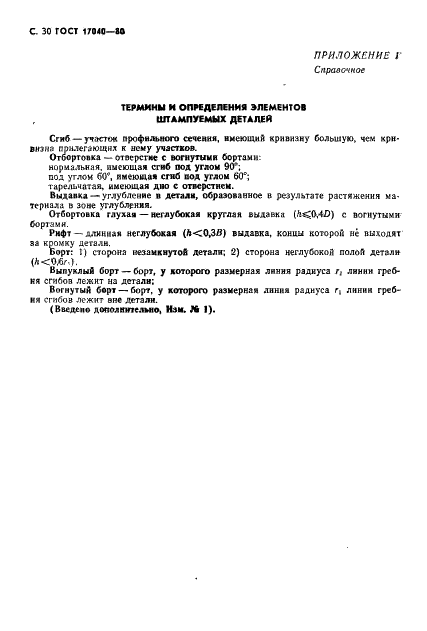 С. 30 ГОСТ 17040—80
ПРИЛОЖЕНИЕ 1
Справочное
ТЕРМИНЫ И ОПРЕДЕЛЕНИЯ ЭЛЕМЕНТОВ
ШТАМПУЕМЫХ ДЕТАЛЕЙ
Сгиб — участок профильного сечения, имеющий кривизну большую, чем кри-
визна прилегающих к нему участков.
Отбортовка — отверстие с вогнутыми бортами:
нормальная, имеющая сгиб под углом 90°;
под углом 60°, имеющая сгиб под углом 60°;
тарельчатая, имеющая дно с отверстием.
Выдавка — углубление в детали, образованное в результате растяжения ма-
териала в зоне углубления.
Отбортовка глухая — неглубокая круглая выдавка (h⩽0,4D) с вогнутыми
бортами.
Рифт — длинная неглубокая (h<0,3B) выдавка, концы которой не выходят
за кромку детали.
Борт: 1) сторона незамкнутой детали; 2) сторона неглубокой полой детали
(h<0,6r₁).
Выпуклый борт — борт, у которого размерная линия радиуса r₁ линии греб-
ня сгибов лежит на детали;
Вогнутый борт — борт, у которого размерная линия радиуса r₁ линии греб-
ня сгибов лежит вне детали.
(Введено дополнительно, Изм. № 1).